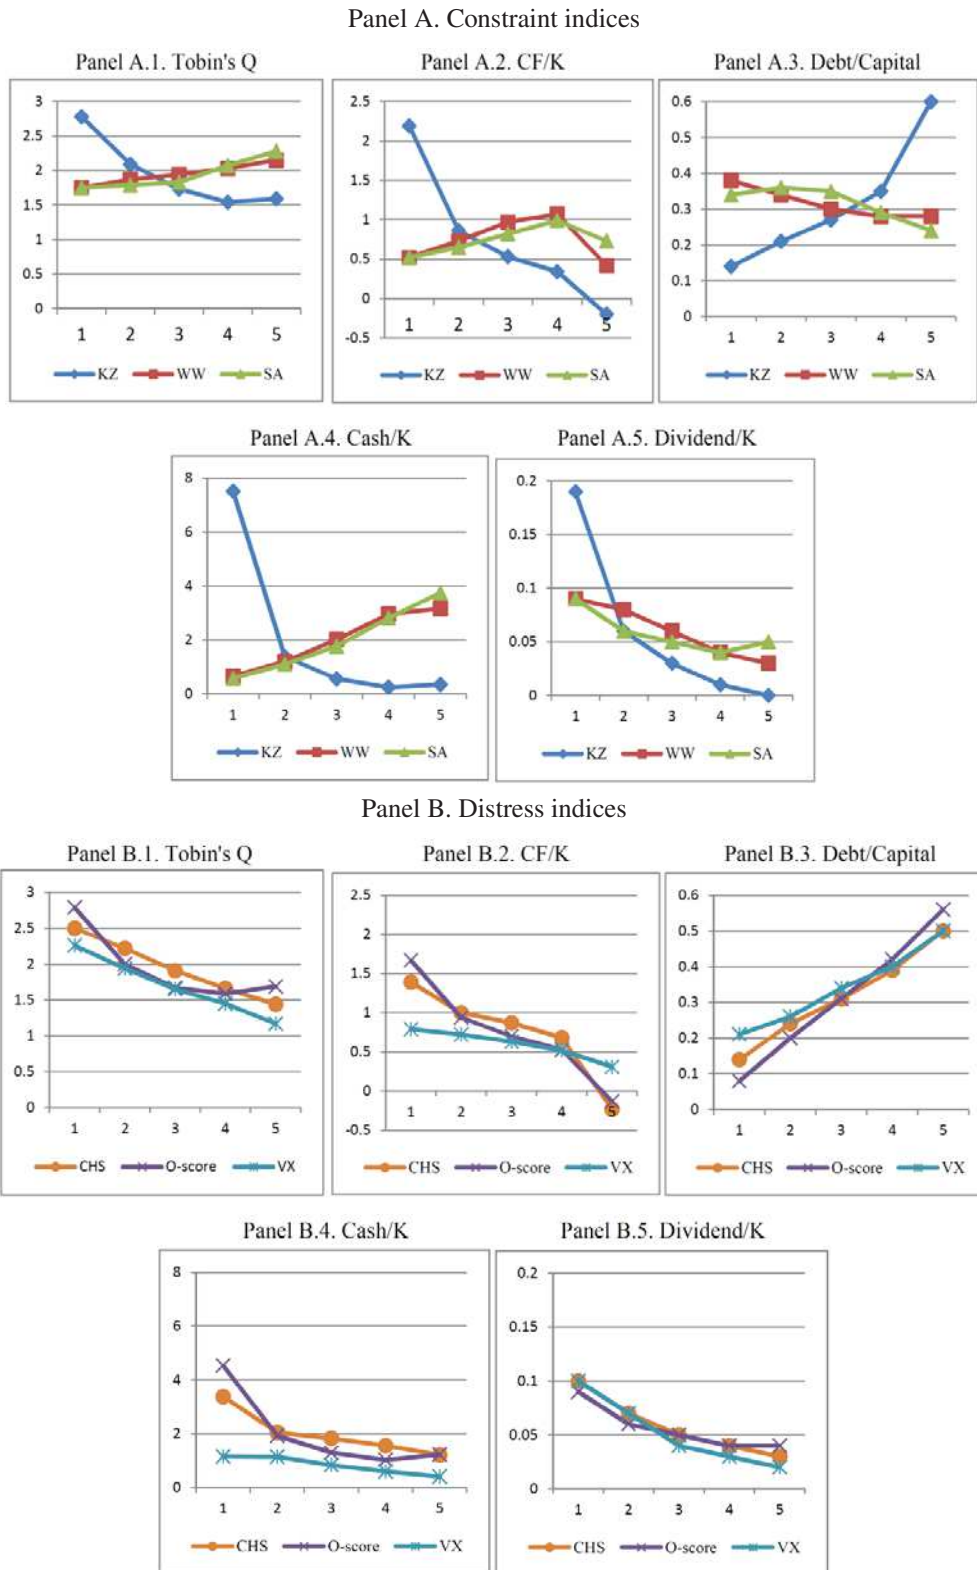 Panel A. Constraint indices
Panel A.1. Tobin's Q
Panel A.2. CF/K
Panel A.3. Debt/Capital
3
2.5
2
1.5
1
0.5
0
1 2 3 4 5
KZ WW SA
2.5
2
1.5
1
0.5
0
-0.5
1 2 3 4 5
KZ WW SA
0.6
0.5
0.4
0.3
0.2
0.1
0
1 2 3 4 5
KZ WW SA
Panel A.4. Cash/K
Panel A.5. Dividend/K
8
6
4
2
0
1 2 3 4 5
KZ WW SA
0.2
0.15
0.1
0.05
0
1 2 3 4 5
KZ WW SA
Panel B. Distress indices
Panel B.1. Tobin's Q
Panel B.2. CF/K
Panel B.3. Debt/Capital
3
2.5
2
1.5
1
0.5
0
1 2 3 4 5
CHS O-score VX
2.5
2
1.5
1
0.5
0
-0.5
1 2 3 4 5
CHS O-score VX
0.6
0.5
0.4
0.3
0.2
0.1
0
1 2 3 4 5
CHS O-score VX
Panel B.4. Cash/K
Panel B.5. Dividend/K
8
6
4
2
0
1 2 3 4 5
CHS O-score VX
0.2
0.15
0.1
0.05
0
1 2 3 4 5
CHS O-score VX